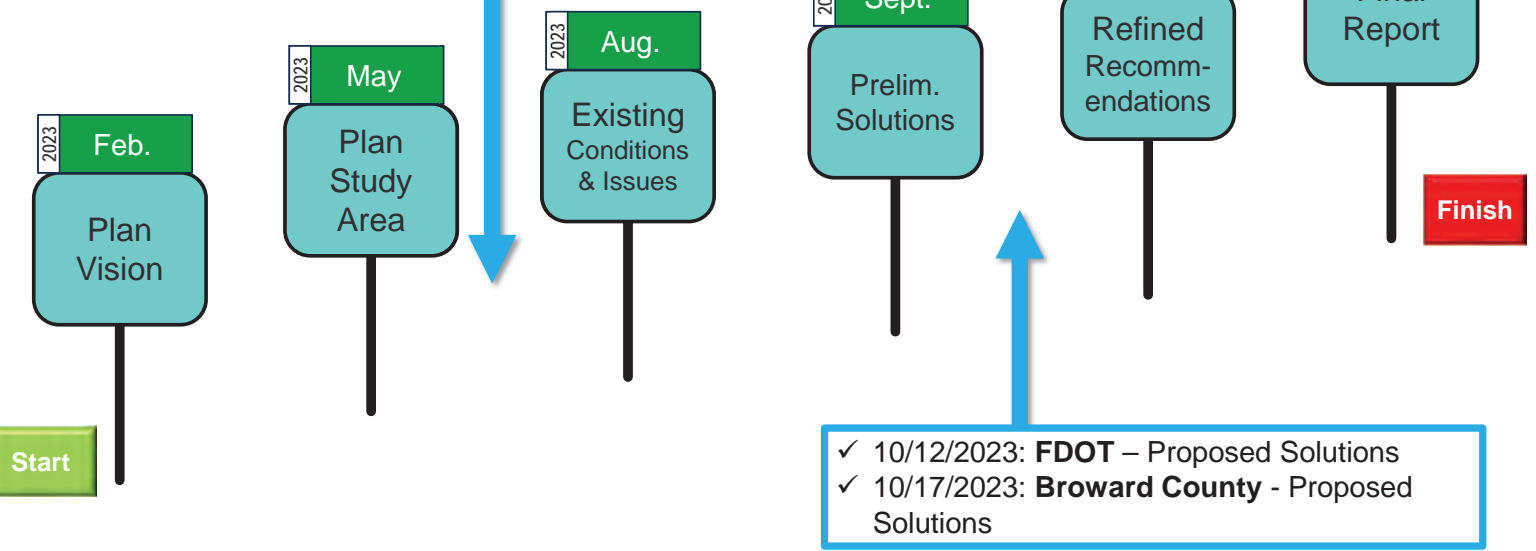 2023
Feb.
Plan
Vision
Start
2023
May
Plan
Study
Area
2023
Aug.
Existing
Conditions
& Issues
Sept.
Prelim.
Solutions
Refined
Recomm-
endations
Final
Report
Finish
✓ 10/12/2023: FDOT – Proposed Solutions
✓ 10/17/2023: Broward County - Proposed
Solutions